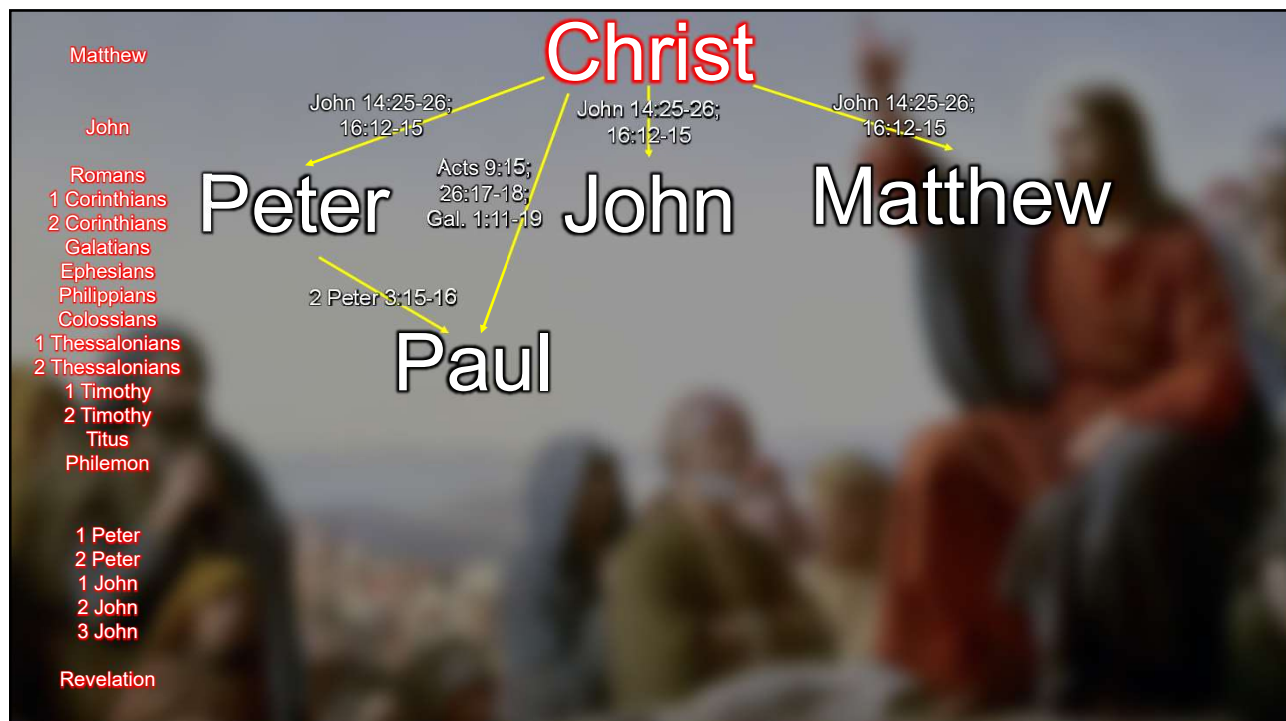 Christ
Matthew
John 14:25-26;
16:12-15
John 14:25-26;
16:12-15
John 14:25-26;
16:12-15
John
Acts 9:15;
26:17-18;
Gal. 1:11-19
Peter
John
Matthew
Romans
1 Corinthians
2 Corinthians
Galatians
Ephesians
Philippians
Colossians
1 Thessalonians
2 Thessalonians
1 Timothy
2 Timothy
Titus
Philemon
2 Peter 3:15-16
Paul
1 Peter
2 Peter
1 John
2 John
3 John
Revelation